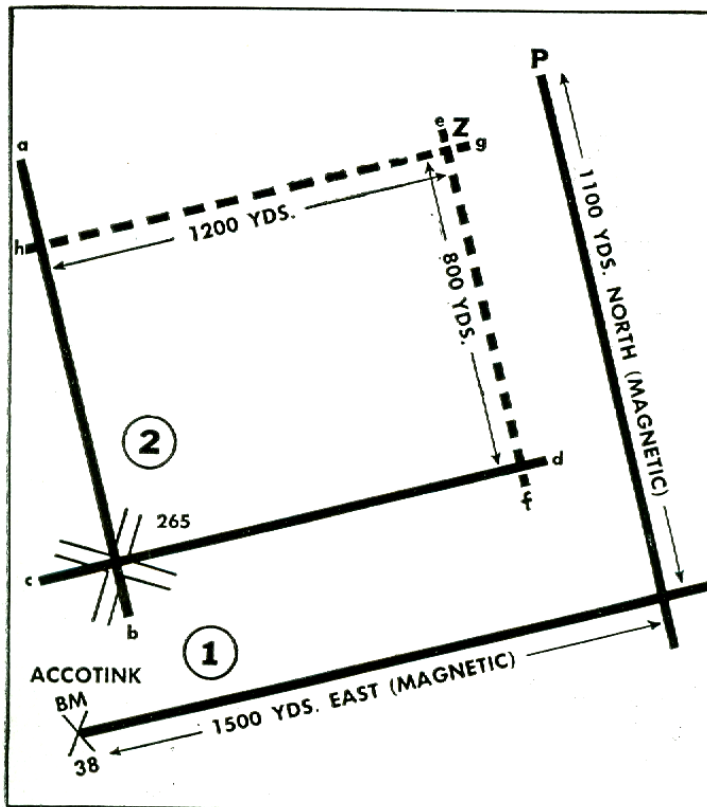 P
e Z
g
a
h
1200 YDS.
800 YDS.
1100 YDS. NORTH (MAGNETIC)
2
265
d
f
c
b
1
ACCOTINK
BM
38
1500 YDS. EAST (MAGNETIC)